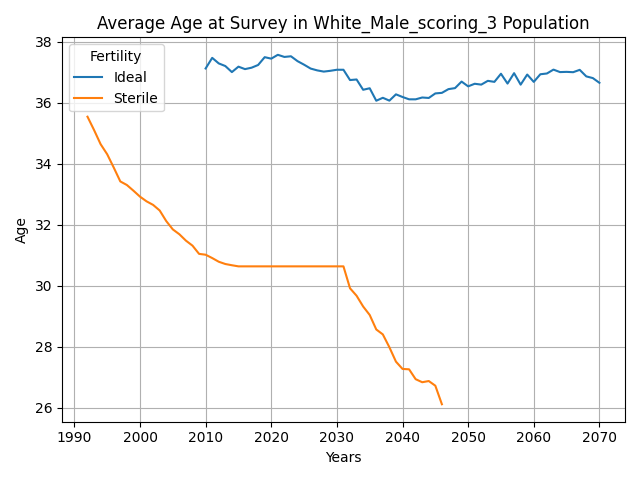 Average Age at Survey in White_Male_scoring_3 Population
Fertility
Ideal
Sterile
Age
38
36
34
32
30
28
26
1990 2000 2010 2020 2030 2040 2050 2060 2070
Years